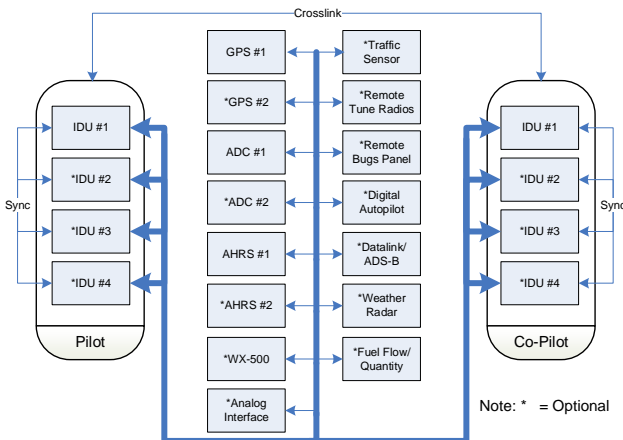 Crosslink
GPS #1
*Traffic
Sensor
*GPS #2
*Remote
Tune Radios
ADC #1
*Remote
Bugs Panel
*ADC #2
*Digital
Autopilot
AHRS #1
*Datalink/
ADS-B
*AHRS #2
*Weather
Radar
*WX-500
*Fuel Flow/
Quantity
*Analog
Interface
IDU #1
*IDU #2
*IDU #3
*IDU #4
Sync
Pilot
IDU #1
*IDU #2
*IDU #3
*IDU #4
Sync
Co-Pilot
Note: * = Optional